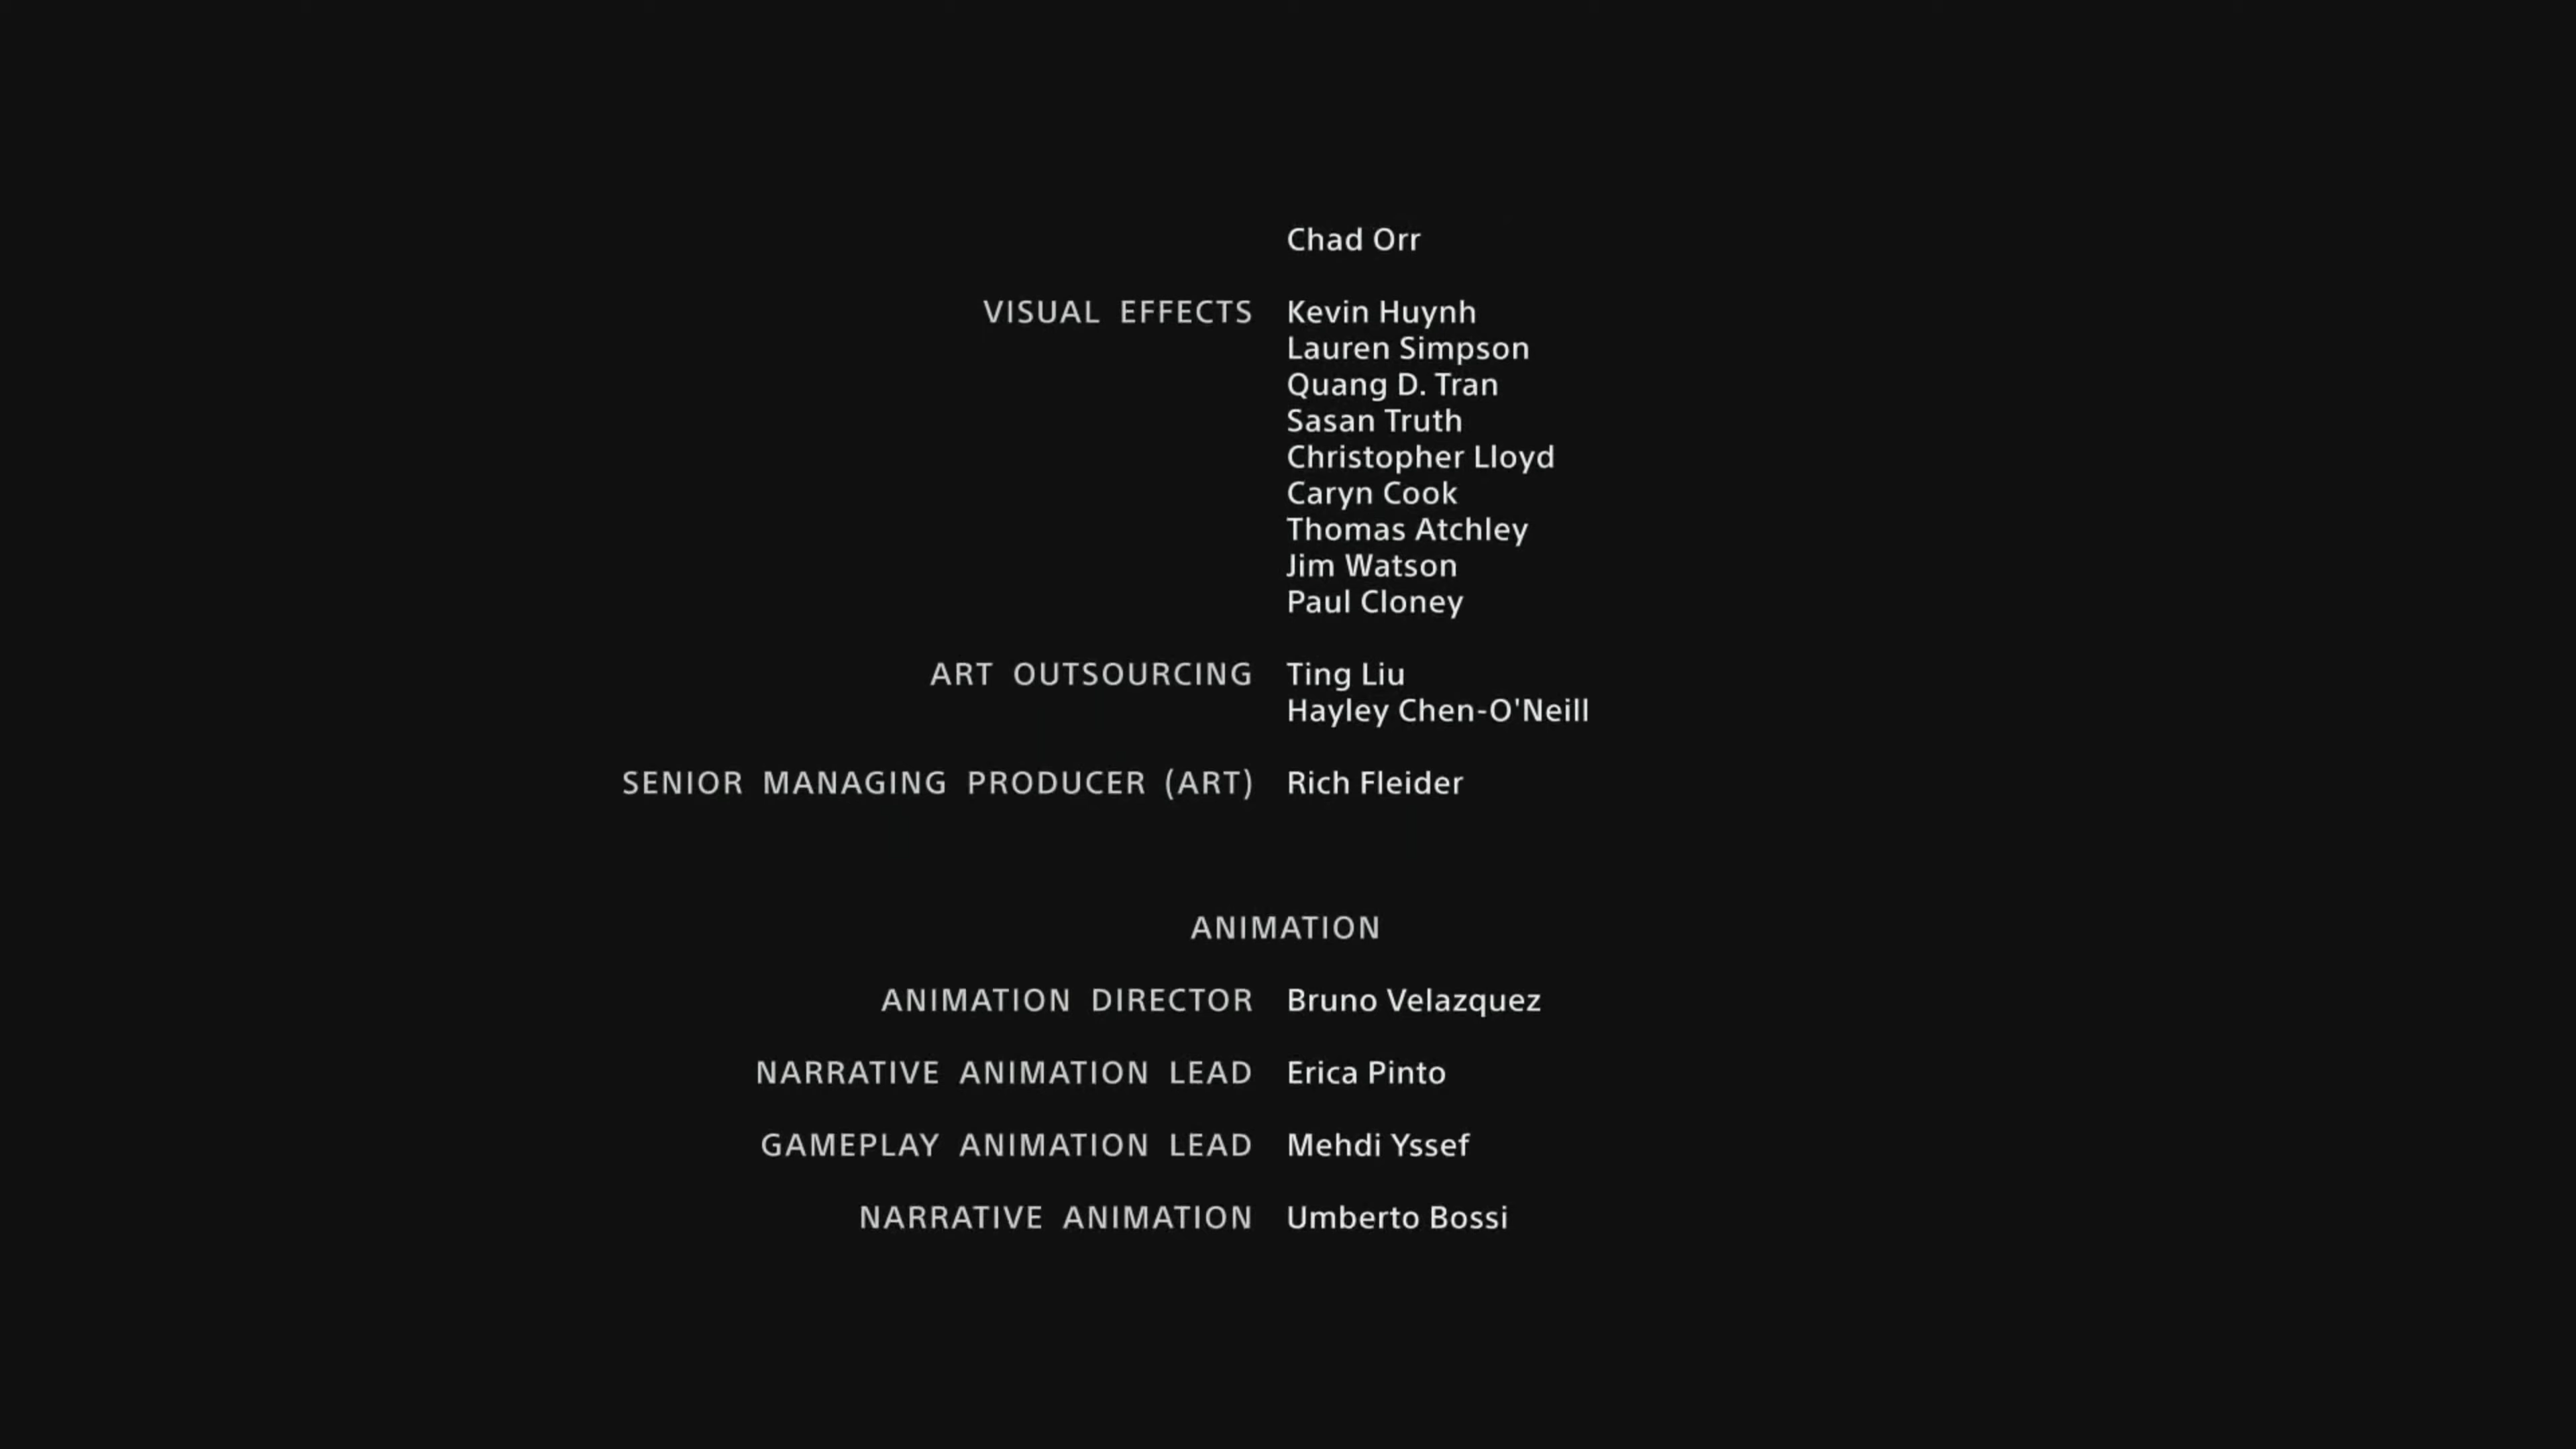 Chad Orr
VISUAL EFFECTS Kevin Huynh
Lauren Simpson
Quang D. Tran
Sasan Truth
Christopher Lloyd
Caryn Cook
Thomas Atchley
Jim Watson
Paul Cloney
ART OUTSOURCING Ting Liu
Hayley Chen-O'Neill
SENIOR MANAGING PRODUCER (ART) Rich Fleider
ANIMATION
ANIMATION DIRECTOR Bruno Velazquez
NARRATIVE ANIMATION LEAD Erica Pinto
GAMEPLAY ANIMATION LEAD Mehdi Yssef
NARRATIVE ANIMATION Umberto Bossi